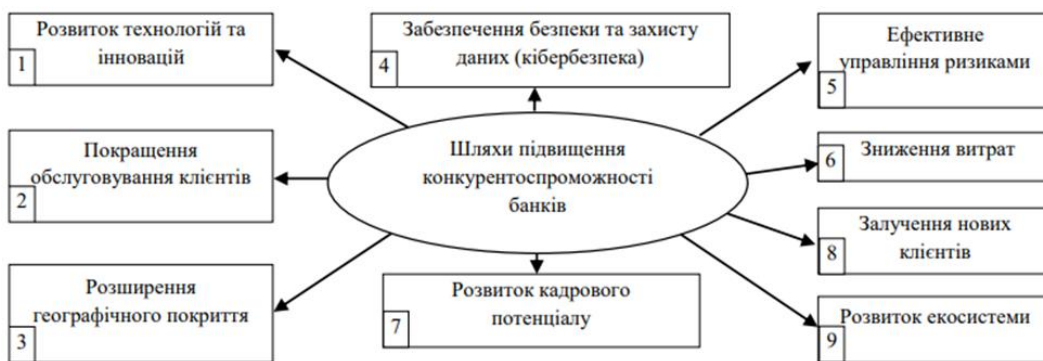 Розвиток технологій та
інновацій
1
Забезпечення безпеки та захисту
даних (кібербезпека)
4
Ефективне
управління ризиками
5
Покращення
обслуговування клієнтів
2
Шляхи підвищення
конкурентоспроможності
банків
Зниження витрат
6
Залучення нових
клієнтів
8
Розширення
географічного покриття
3
Розвиток кадрового
потенціалу
7
Розвиток екосистеми
9